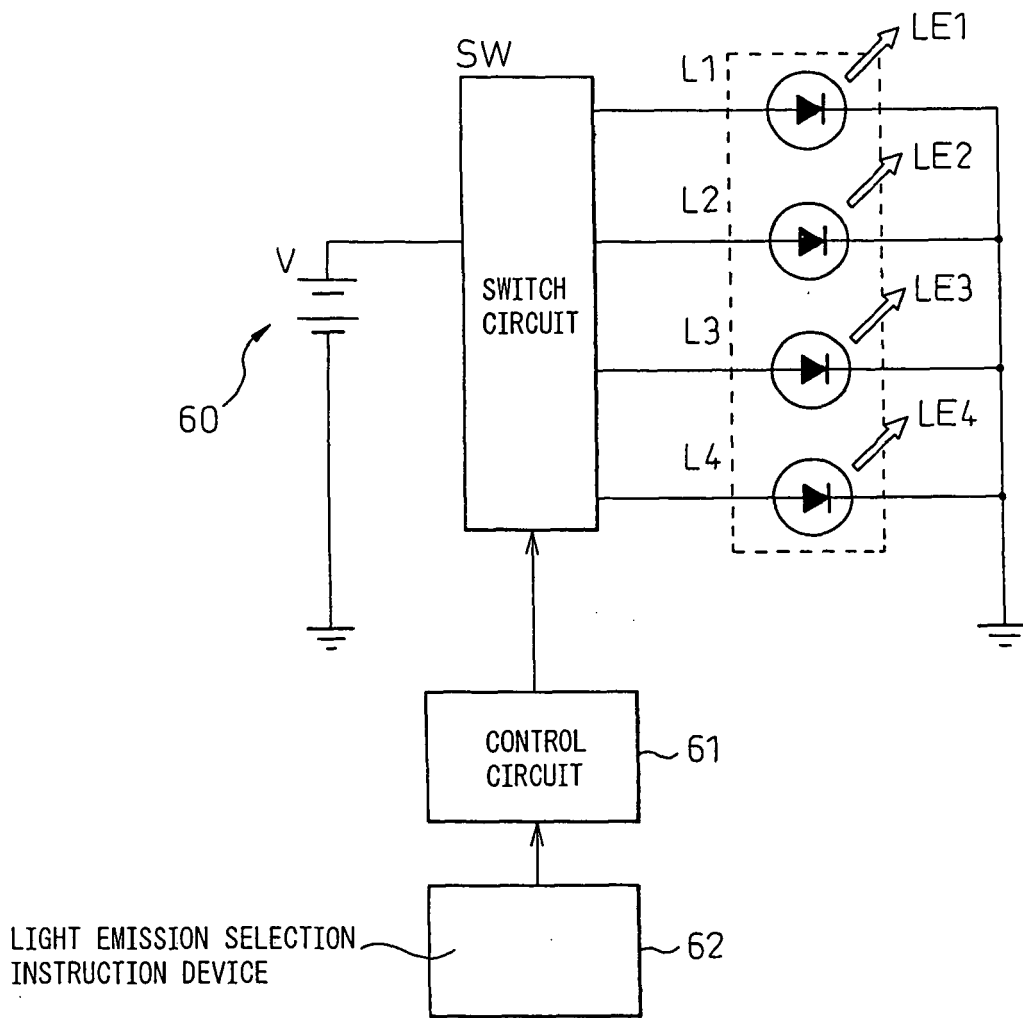 SW
L1
LE1
L2
LE2
V
SWITCH
CIRCUIT
L3
LE3
60
L4
LE4
CONTROL
CIRCUIT
61
LIGHT EMISSION SELECTION
INSTRUCTION DEVICE
62